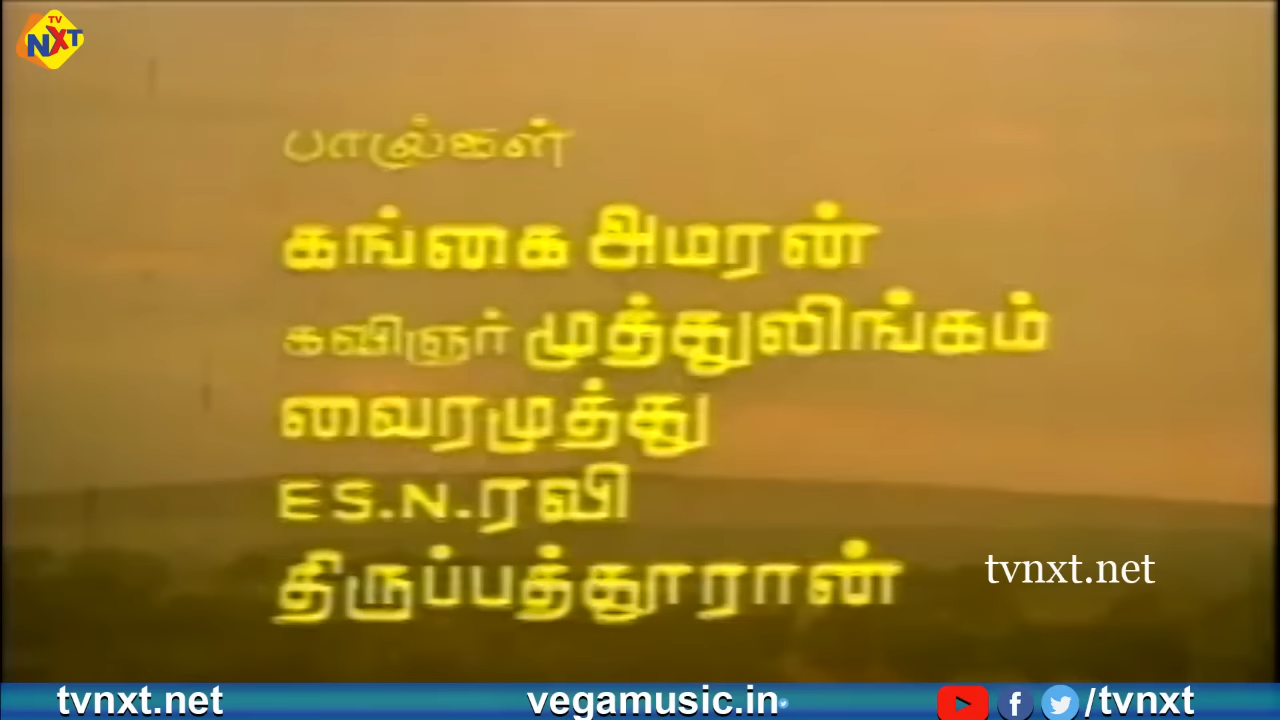 TV
NXT
பாடல்கள்
கங்கை அமரன்
கவிஞர் முத்துலிங்கம்
வைரமுத்து
E S.N.ரவி
திருப்பத்தூரான்
tvnxt.net
tvnxt.net vegamusic.in /tvnxt